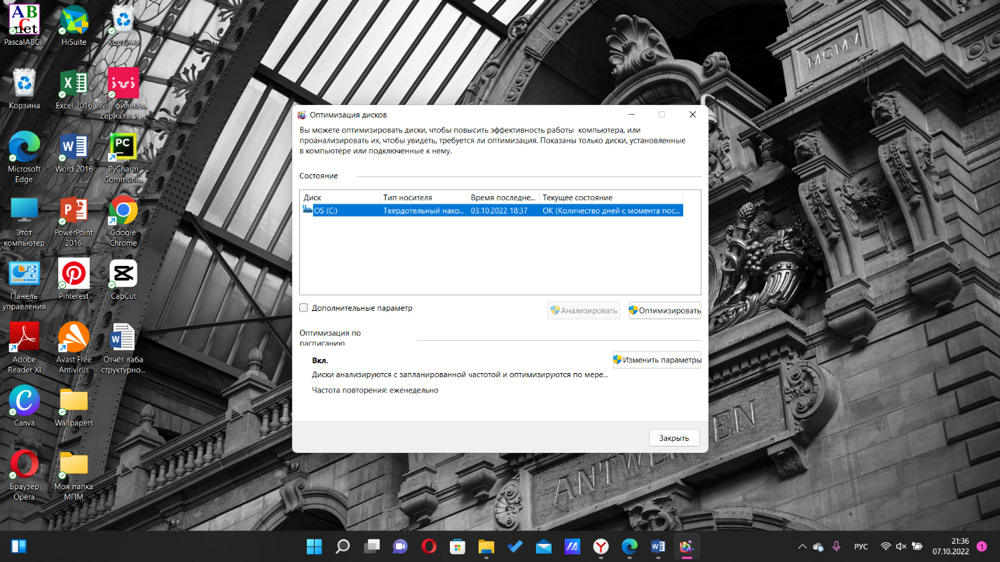 PascalABC...
HiSuite
Корзина
Корзина
Excel 2016
ivi - фильмы,
сериалы и...
Microsoft
Edge
Word 2016
PyCharm
Communi...
Этот
компьютер
PowerPoint
2016
Google
Chrome
Панель
управления
Pinterest
CapCut
Adobe
Reader XI
Avast Free
Antivirus
Отчёт лаба
структурно...
Canva
Wallpapers
Браузер
Opera
Моя папка
МПМ
A B
C
net
ivi
PC
MGMV
ANTWERPEN
Оптимизация дисков
Вы можете оптимизировать диски, чтобы повысить эффективность работы компьютера, или
проанализировать их, чтобы увидеть, требуется ли оптимизация. Показаны только диски, установленные
в компьютере или подключенные к нему.
Состояние
Диск Тип носителя Время последне... Текущее состояние
OS (C:) Твердотельный нако... 03.10.2022 18:37 ОК (Количество дней с момента пос...
Дополнительные параметр
Анализировать
Оптимизировать
Оптимизация по
расписанию
Вкл.
Изменить параметры
Диски анализируются с запланированной частотой и оптимизируются по мере...
Частота повторения: еженедельно
Закрыть
РУС
21:36
07.10.2022
1